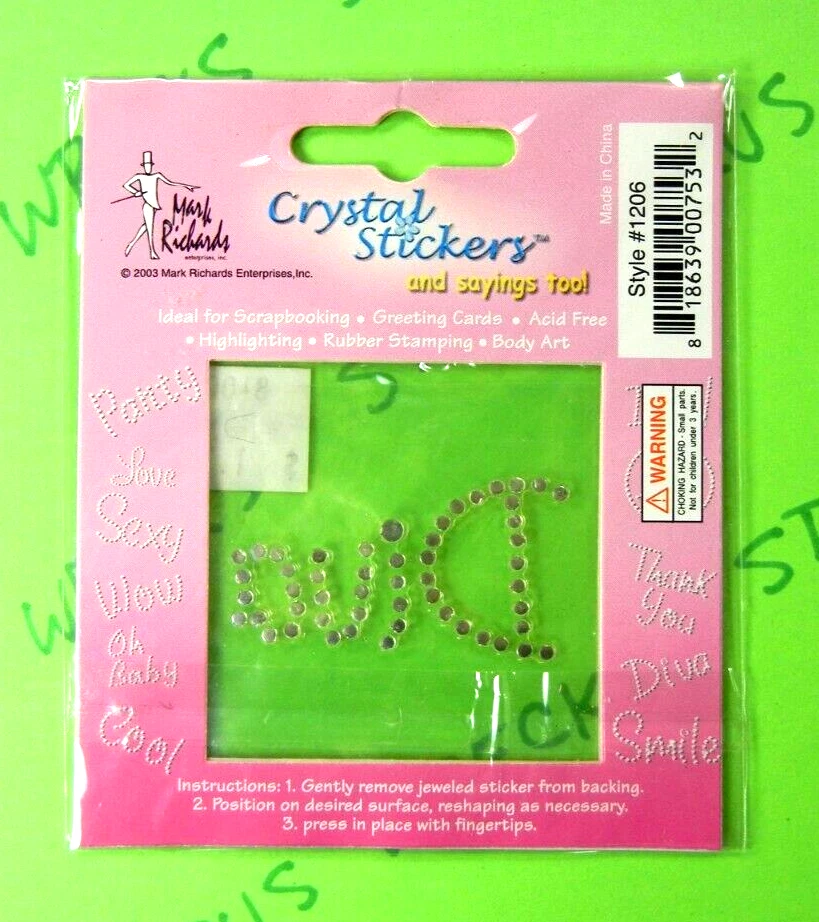 Mark
Richards
enterprises, inc.
© 2003 Mark Richards Enterprises,Inc.
Crystal
Stickers™
and sayings too!
Made in China
Style #1206
8 18639 00753 2
Ideal for Scrapbooking • Greeting Cards • Acid Free
• Highlighting • Rubber Stamping • Body Art
WARNING
CHOKING HAZARD - Small parts.
Not for children under 3 years.
Party
Love
Sexy
Wow
Oh
Baby
Cool
Diva
Thank
You
Diva
Smile
Instructions: 1. Gently remove jeweled sticker from backing.
2. Position on desired surface, reshaping as necessary.
3. press in place with fingertips.